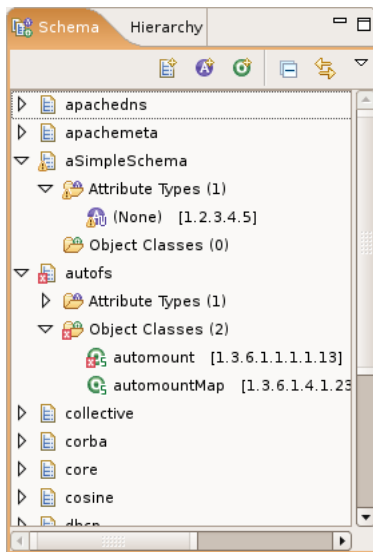 Schema Hierarchy
apachedns
apachemeta
aSimpleSchema
Attribute Types (1)
(None) [1.2.3.4.5]
Object Classes (0)
autofs
Attribute Types (1)
Object Classes (2)
automount [1.3.6.1.1.1.1.13]
automountMap [1.3.6.1.4.1.23
collective
corba
core
cosine
dhcp